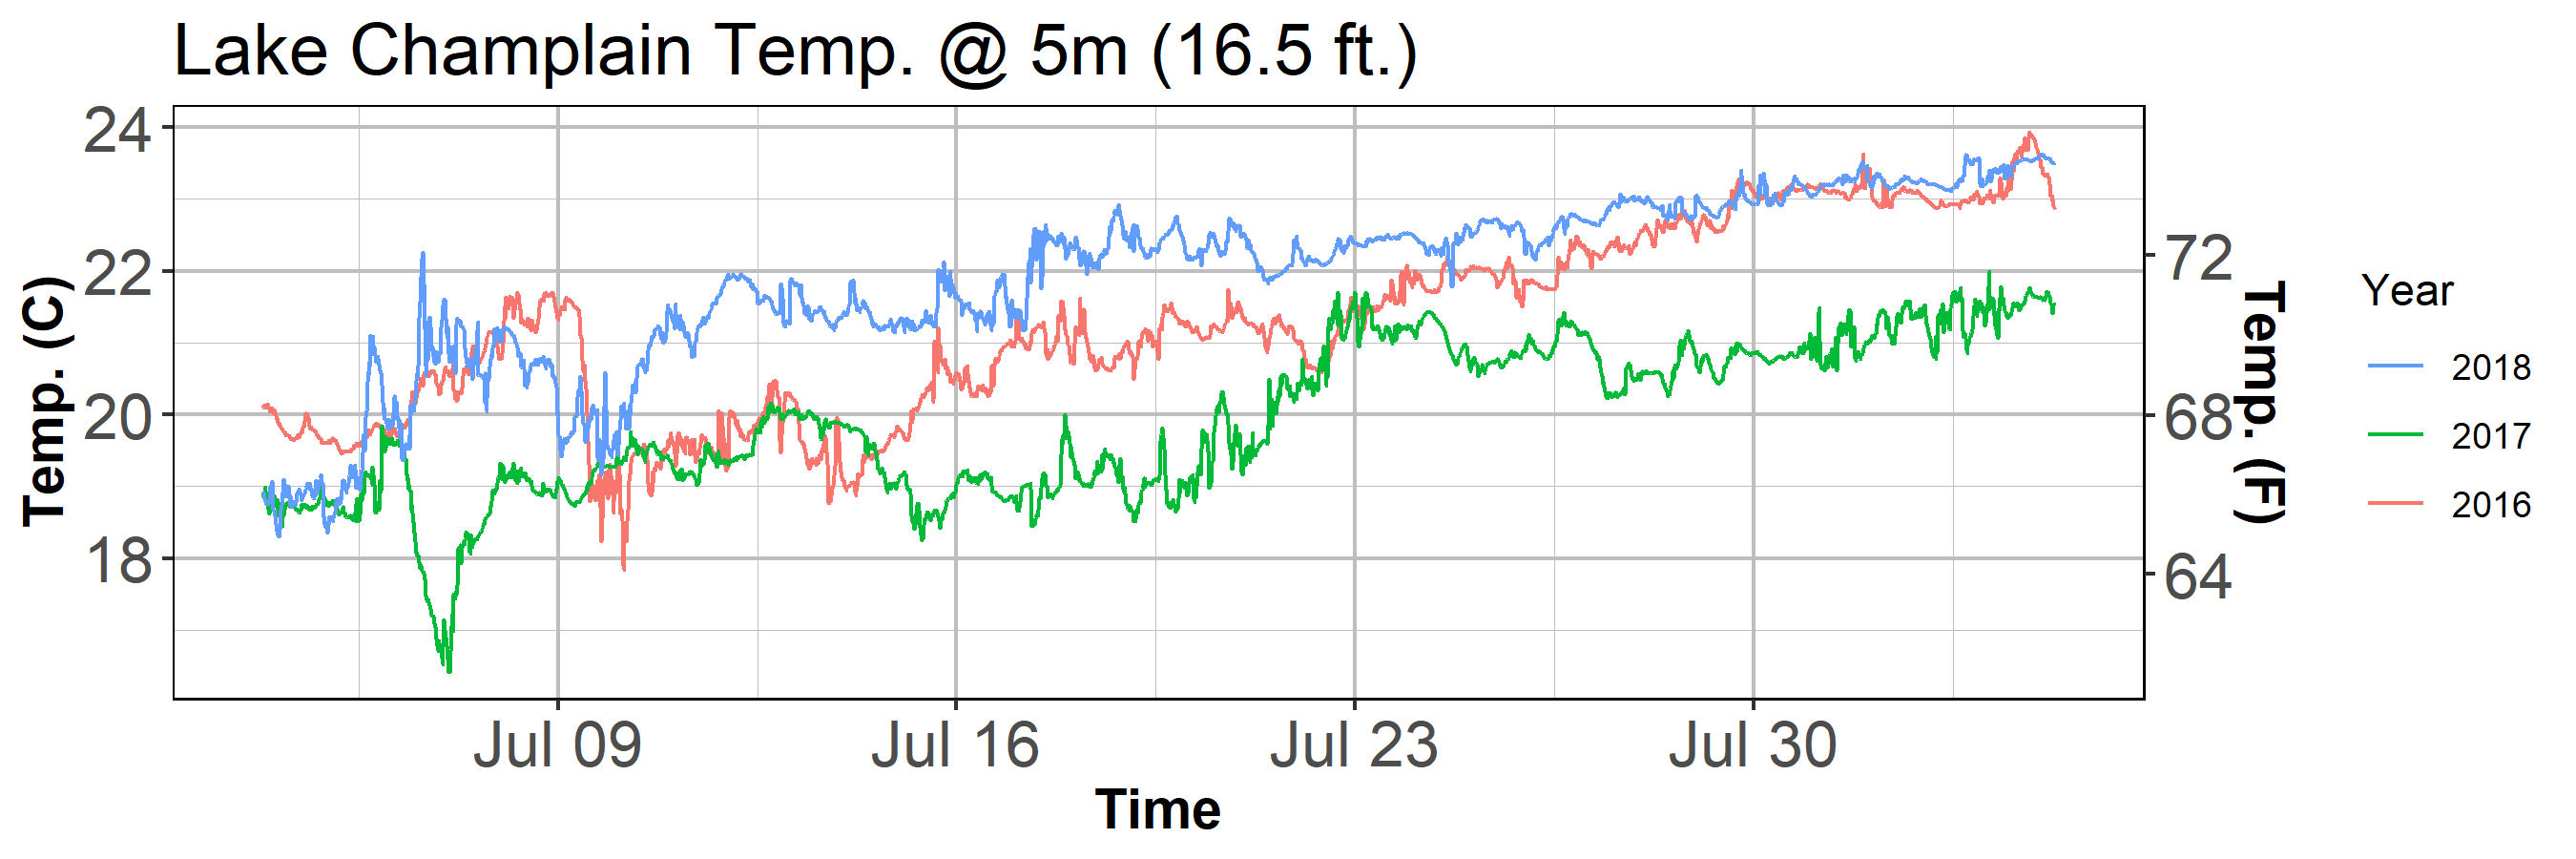 Lake Champlain Temp. @ 5m (16.5 ft.)
Temp. (C)
24
22
20
18
72
68
64
Temp. (F)
Jul 09
Jul 16
Jul 23
Jul 30
Time
Year
2018
2017
2016